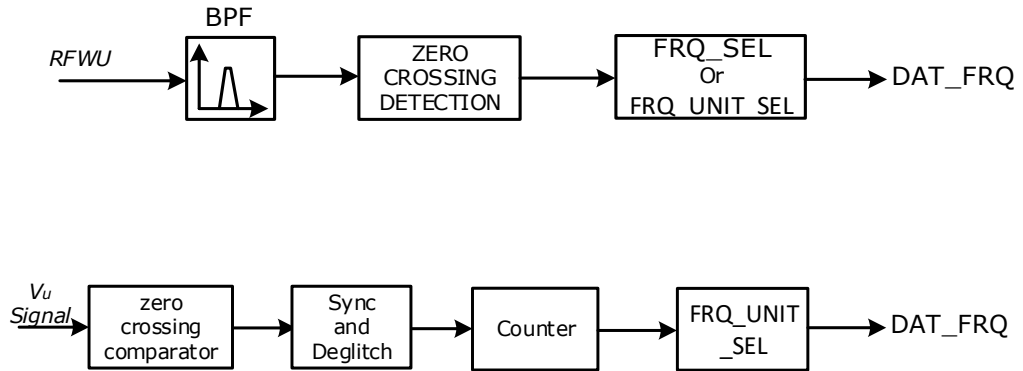 BPF
RFWU
ZERO
CROSSING
DETECTION
FRQ_SEL
Or
FRQ_UNIT_SEL
DAT_FRQ
Vu
Signal
zero
crossing
comparator
Sync
and
Deglitch
Counter
FRQ_UNIT
_SEL
DAT_FRQ